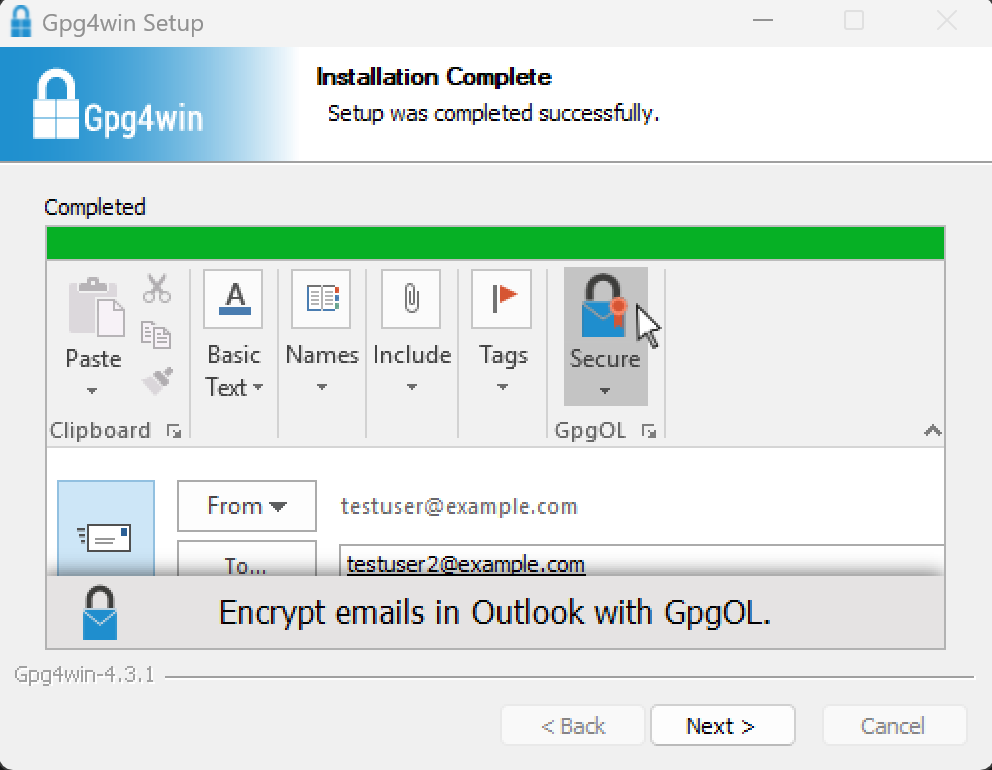 Gpg4win Setup
Gpg4win
Installation Complete
Setup was completed successfully.
Completed
A
Paste
Basic
Text
Names
Include
Tags
Secure
Clipboard
GpgOL
From
testuser@example.com
To...
testuser2@example.com
Encrypt emails in Outlook with GpgOL.
Gpg4win-4.3.1
< Back
Next >
Cancel